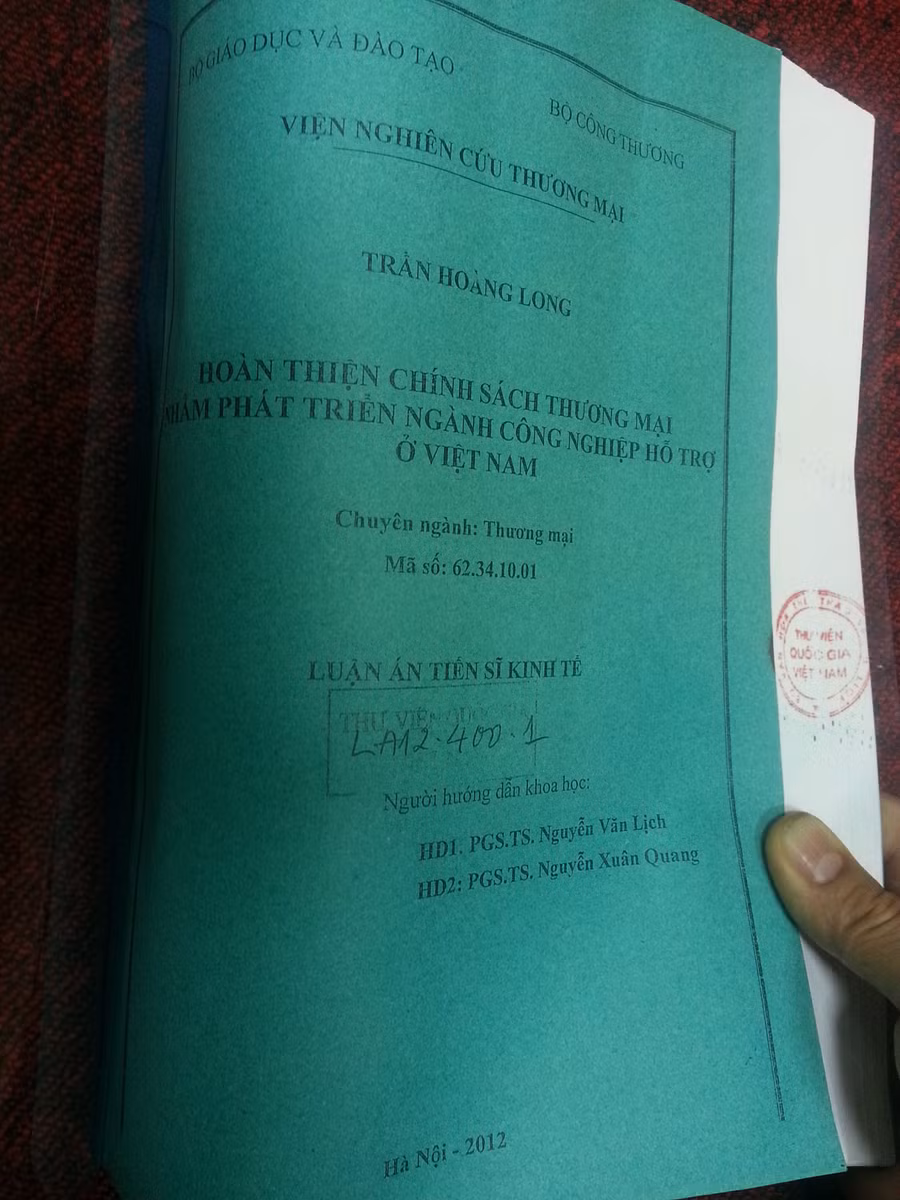 BỘ GIÁO DỤC VÀ ĐÀO TẠO
BỘ CÔNG THƯƠNG
VIỆN NGHIÊN CỨU THƯƠNG MẠI
TRẦN HOÀNG LONG
HOÀN THIỆN CHÍNH SÁCH THƯƠNG MẠI
NHẰM PHÁT TRIỂN NGÀNH CÔNG NGHIỆP HỖ TRỢ
Ở VIỆT NAM
Chuyên ngành: Thương mại
Mã số: 62.34.10.01
LUẬN ÁN TIẾN SĨ KINH TẾ
THƯ VIỆN QUỐC GIA
LA12.400.1
Người hướng dẫn khoa học:
HD1. PGS.TS. Nguyễn Văn Lịch
HD2: PGS.TS. Nguyễn Xuân Quang
Hà Nội - 2012
THƯ VIỆN
QUỐC GIA
VIỆT NAM